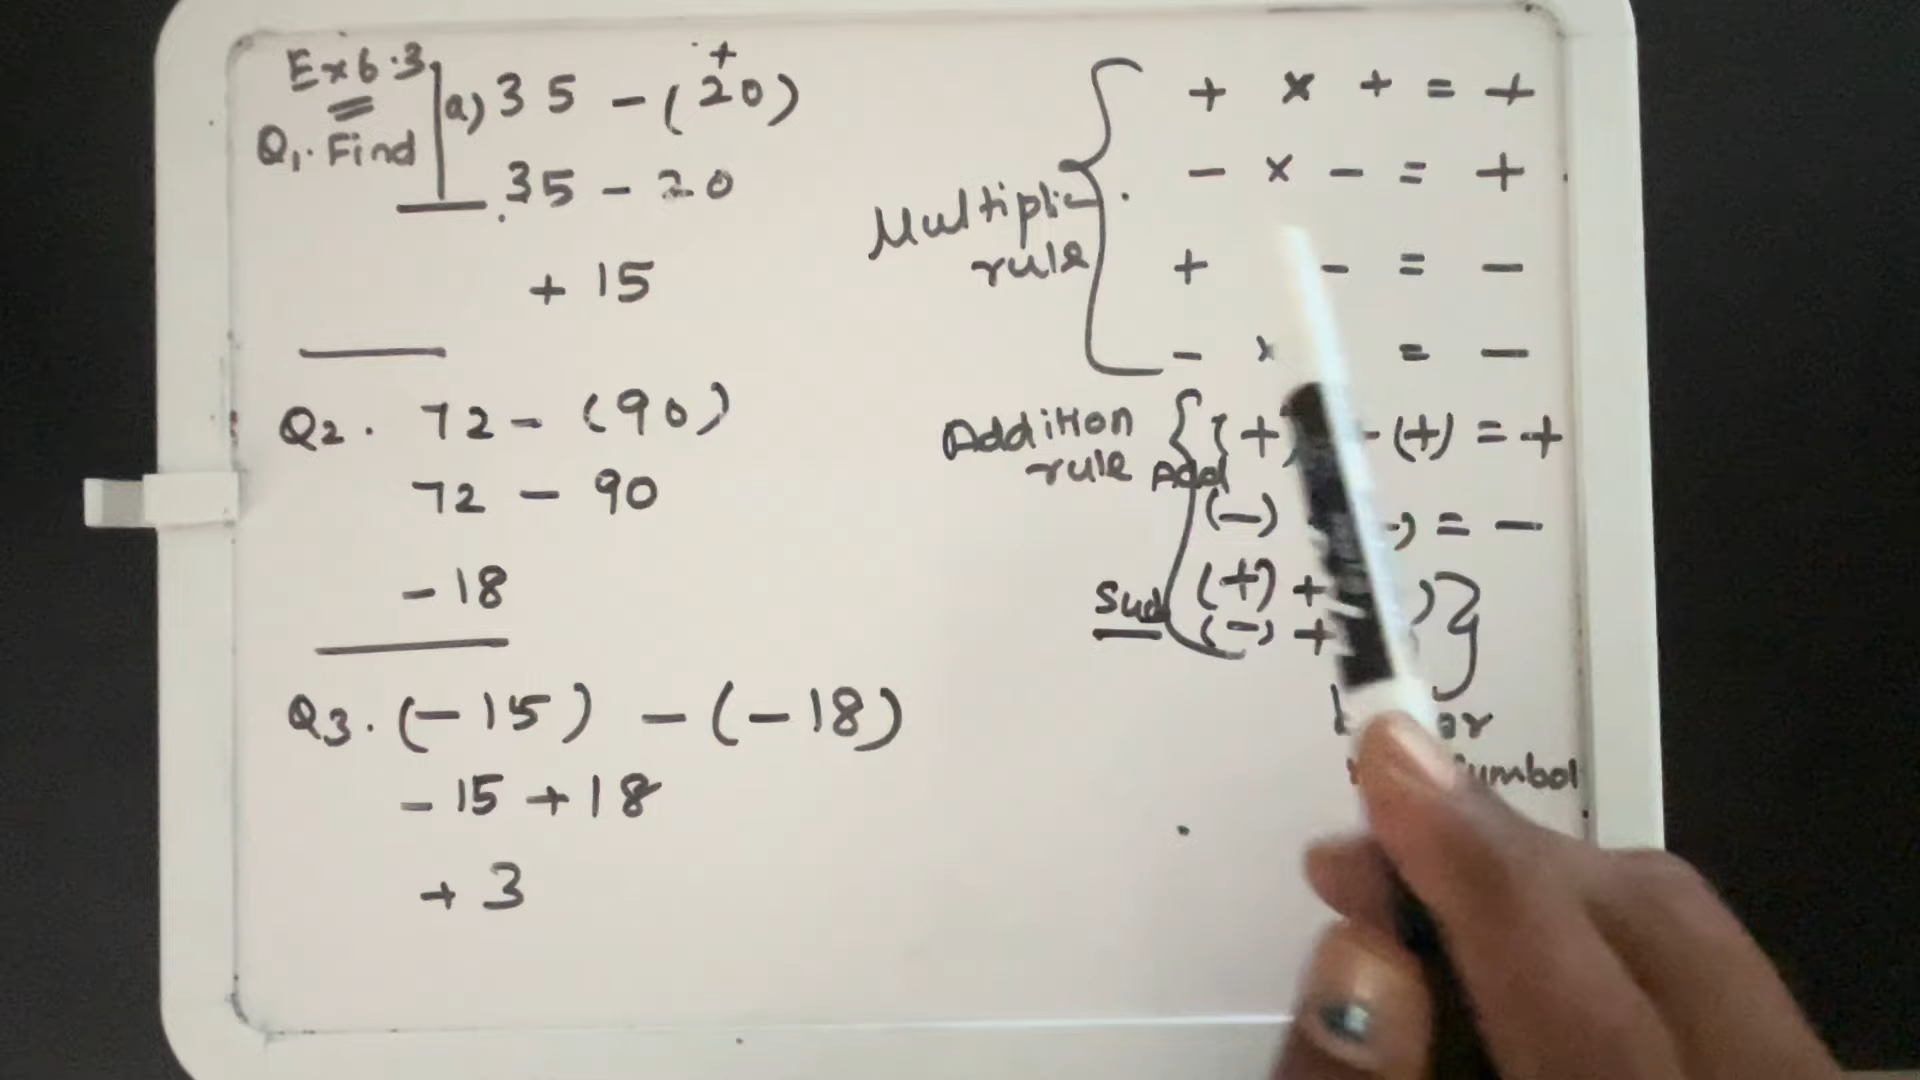 Ex 6.3
Q1. Find
a) 35 - (20)
+
35 - 20
+ 15
Q2. 72 - (90)
72 - 90
- 18
Q3. (-15) - (-18)
- 15 + 18
+ 3
+ × + = +
- × - = +
+ - = -
- × = -
Multiplic
rule
Addition
rule
Add
(+) (+) = +
(-) = -
Sub
(+) +
(-) +